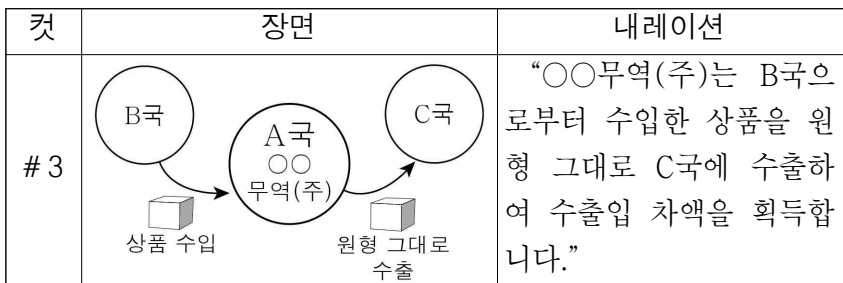 컷
장면
내레이션
#3
B국
A국
○○
무역(주)
C국
상품 수입
원형 그대로
수출
“○○무역(주)는 B국으
로부터 수입한 상품을 원
형 그대로 C국에 수출하
여 수출입 차액을 획득합
니다.”